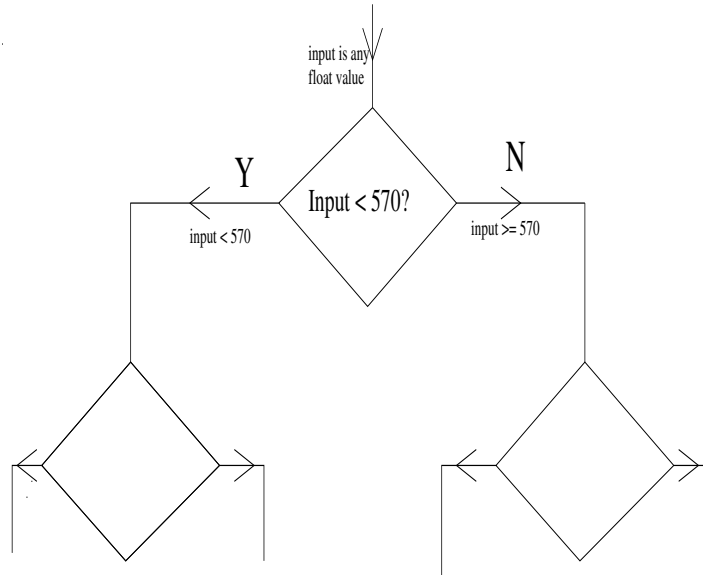 input is any
float value
Y
N
Input < 570?
input < 570
input >= 570